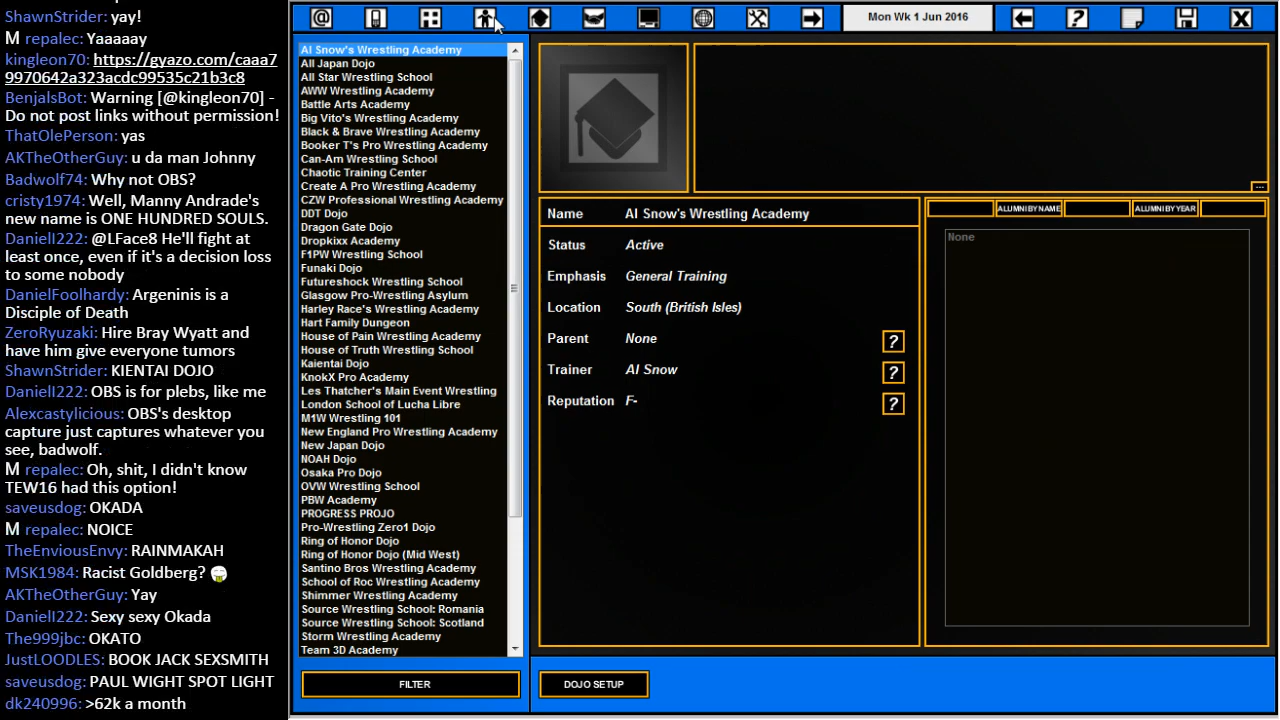 ShawnStrider: yay!
M repalec: Yaaaaay
kingleon70: https://gyazo.com/caaa7
9970642a323acdc99535c21b3c8
BenjalsBot: Warning [@kingleon70] -
Do not post links without permission!
ThatOlePerson: yas
AKTheOtherGuy: u da man Johnny
Badwolf74: Why not OBS?
cristy1974: Well, Manny Andrade's
new name is ONE HUNDRED SOULS.
DanielI222: @LFace8 He'll fight at
least once, even if it's a decision loss
to some nobody
DanielFoolhardy: Argeninis is a
Disciple of Death
ZeroRyuzaki: Hire Bray Wyatt and
have him give everyone tumors
ShawnStrider: KIENTAI DOJO
DanielI222: OBS is for plebs, like me
Alexcastylicious: OBS's desktop
capture just captures whatever you
see, badwolf.
M repalec: Oh, shit, I didn't know
TEW16 had this option!
saveusdog: OKADA
M repalec: NOICE
TheEnviousEnvy: RAINMAKAH
MSK1984: Racist Goldberg?
AKTheOtherGuy: Yay
DanielI222: Sexy sexy Okada
The999jbc: OKATO
JustLOODLES: BOOK JACK SEXSMITH
saveusdog: PAUL WIGHT SPOT LIGHT
dk240996: >62k a month
@
Mon Wk 1 Jun 2016
?
X
Al Snow's Wrestling Academy
All Japan Dojo
All Star Wrestling School
AWW Wrestling Academy
Battle Arts Academy
Big Vito's Wrestling Academy
Black & Brave Wrestling Academy
Booker T's Pro Wrestling Academy
Can-Am Wrestling School
Chaotic Training Center
Create A Pro Wrestling Academy
CZW Professional Wrestling Academy
DDT Dojo
Dragon Gate Dojo
Dropkixx Academy
F1PW Wrestling School
Funaki Dojo
Futureshock Wrestling School
Glasgow Pro-Wrestling Asylum
Harley Race's Wrestling Academy
Hart Family Dungeon
House of Pain Wrestling Academy
House of Truth Wrestling School
Kaientai Dojo
KnokX Pro Academy
Les Thatcher's Main Event Wrestling
London School of Lucha Libre
M1W Wrestling 101
New England Pro Wrestling Academy
New Japan Dojo
NOAH Dojo
Osaka Pro Dojo
OVW Wrestling School
PBW Academy
PROGRESS PROJO
Pro-Wrestling Zero1 Dojo
Ring of Honor Dojo
Ring of Honor Dojo (Mid West)
Santino Bros Wrestling Academy
School of Roc Wrestling Academy
Shimmer Wrestling Academy
Source Wrestling School: Romania
Source Wrestling School: Scotland
Storm Wrestling Academy
Team 3D Academy
FILTER
...
Name Al Snow's Wrestling Academy
Status Active
Emphasis General Training
Location South (British Isles)
Parent None ?
Trainer Al Snow ?
Reputation F- ?
ALUMNI BY NAME ALUMNI BY YEAR
None
DOJO SETUP